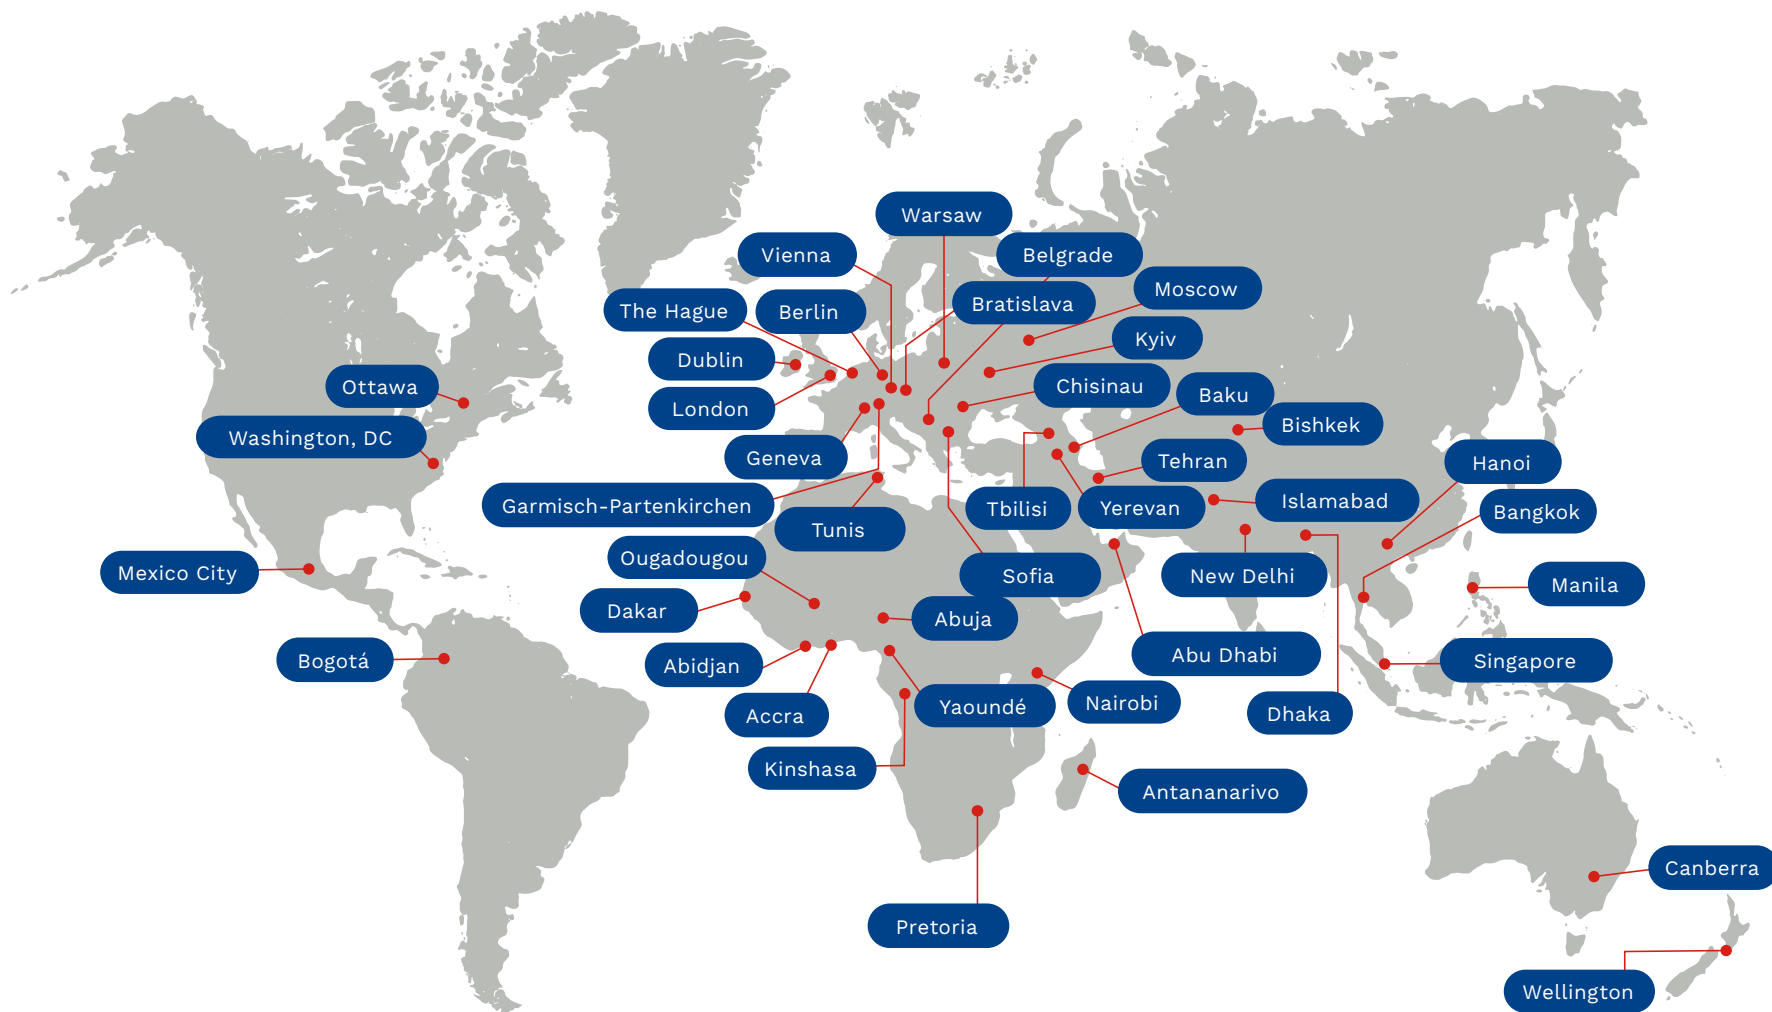 Warsaw
Vienna
Belgrade
Moscow
The Hague
Berlin
Bratislava
Kyiv
Dublin
Ottawa
London
Chisinau
Baku
Washington, DC
Bishkek
Geneva
Tehran
Hanoi
Garmisch-Partenkirchen
Tunis
Tbilisi
Yerevan
Islamabad
Bangkok
Ougadougou
Mexico City
Sofia
New Delhi
Manila
Dakar
Abuja
Bogotá
Abidjan
Abu Dhabi
Singapore
Accra
Yaoundé
Nairobi
Dhaka
Kinshasa
Antananarivo
Canberra
Pretoria
Wellington